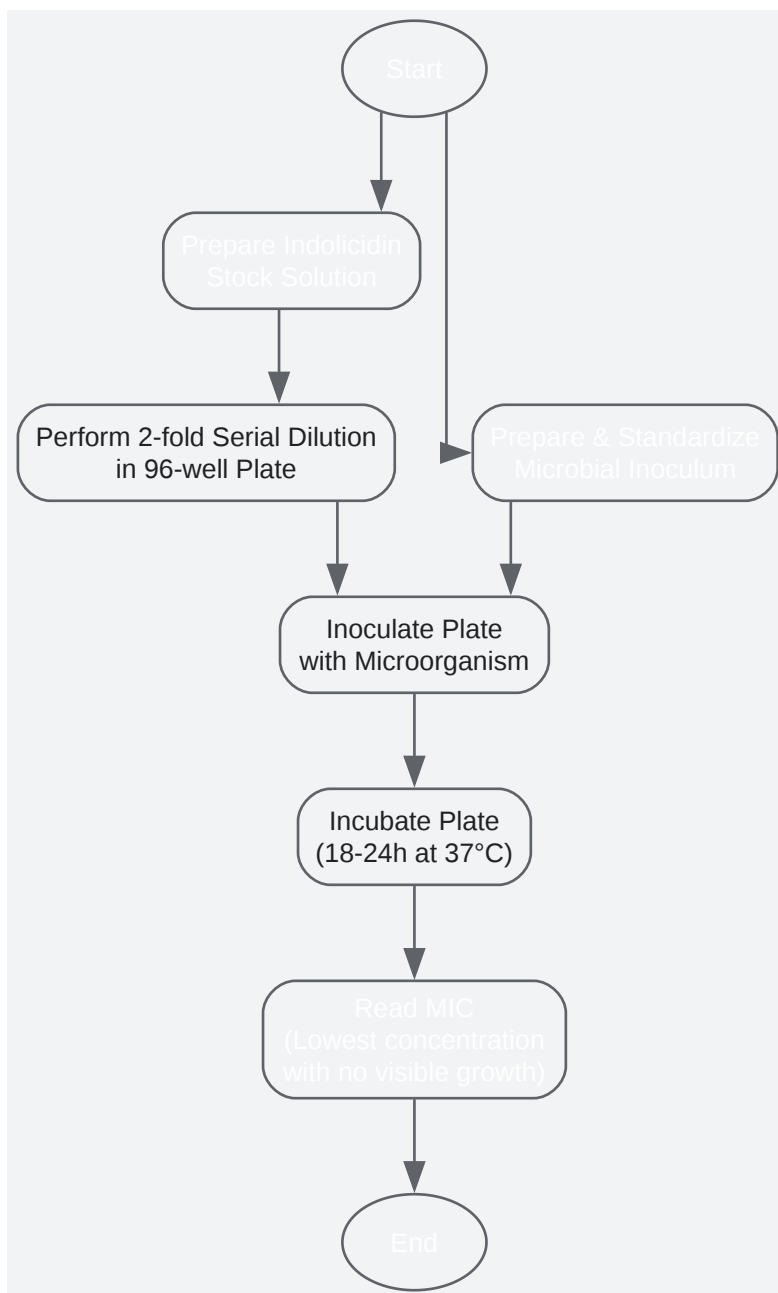 Start
Prepare Indolicidin
Stock Solution
Perform 2-fold Serial Dilution
in 96-well Plate
Prepare & Standardize
Microbial Inoculum
Inoculate Plate
with Microorganism
Incubate Plate
(18-24h at 37°C)
Read MIC
(Lowest concentration
with no visible growth)
End